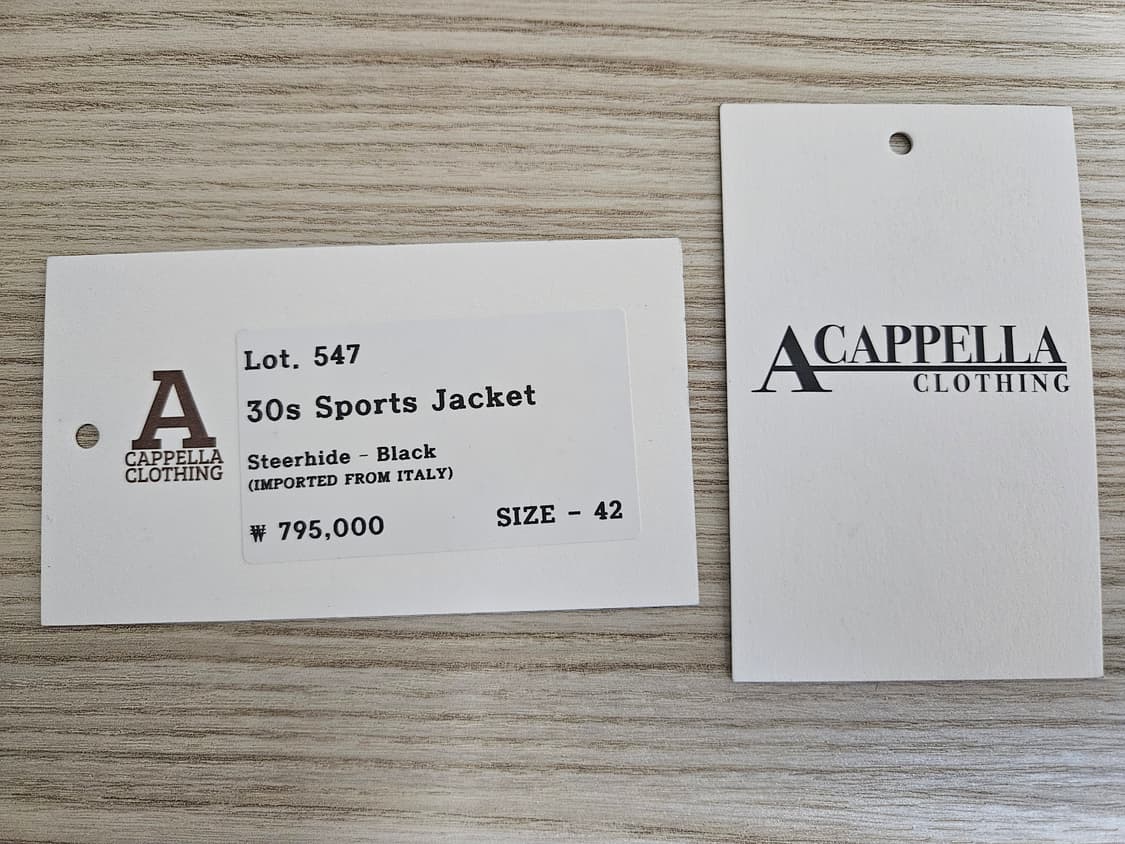 A
CAPPELLA
CLOTHING
Lot. 547
30s Sports Jacket
Steerhide - Black
(IMPORTED FROM ITALY)
₩ 795,000
SIZE - 42
ACAPPELLA
CLOTHING